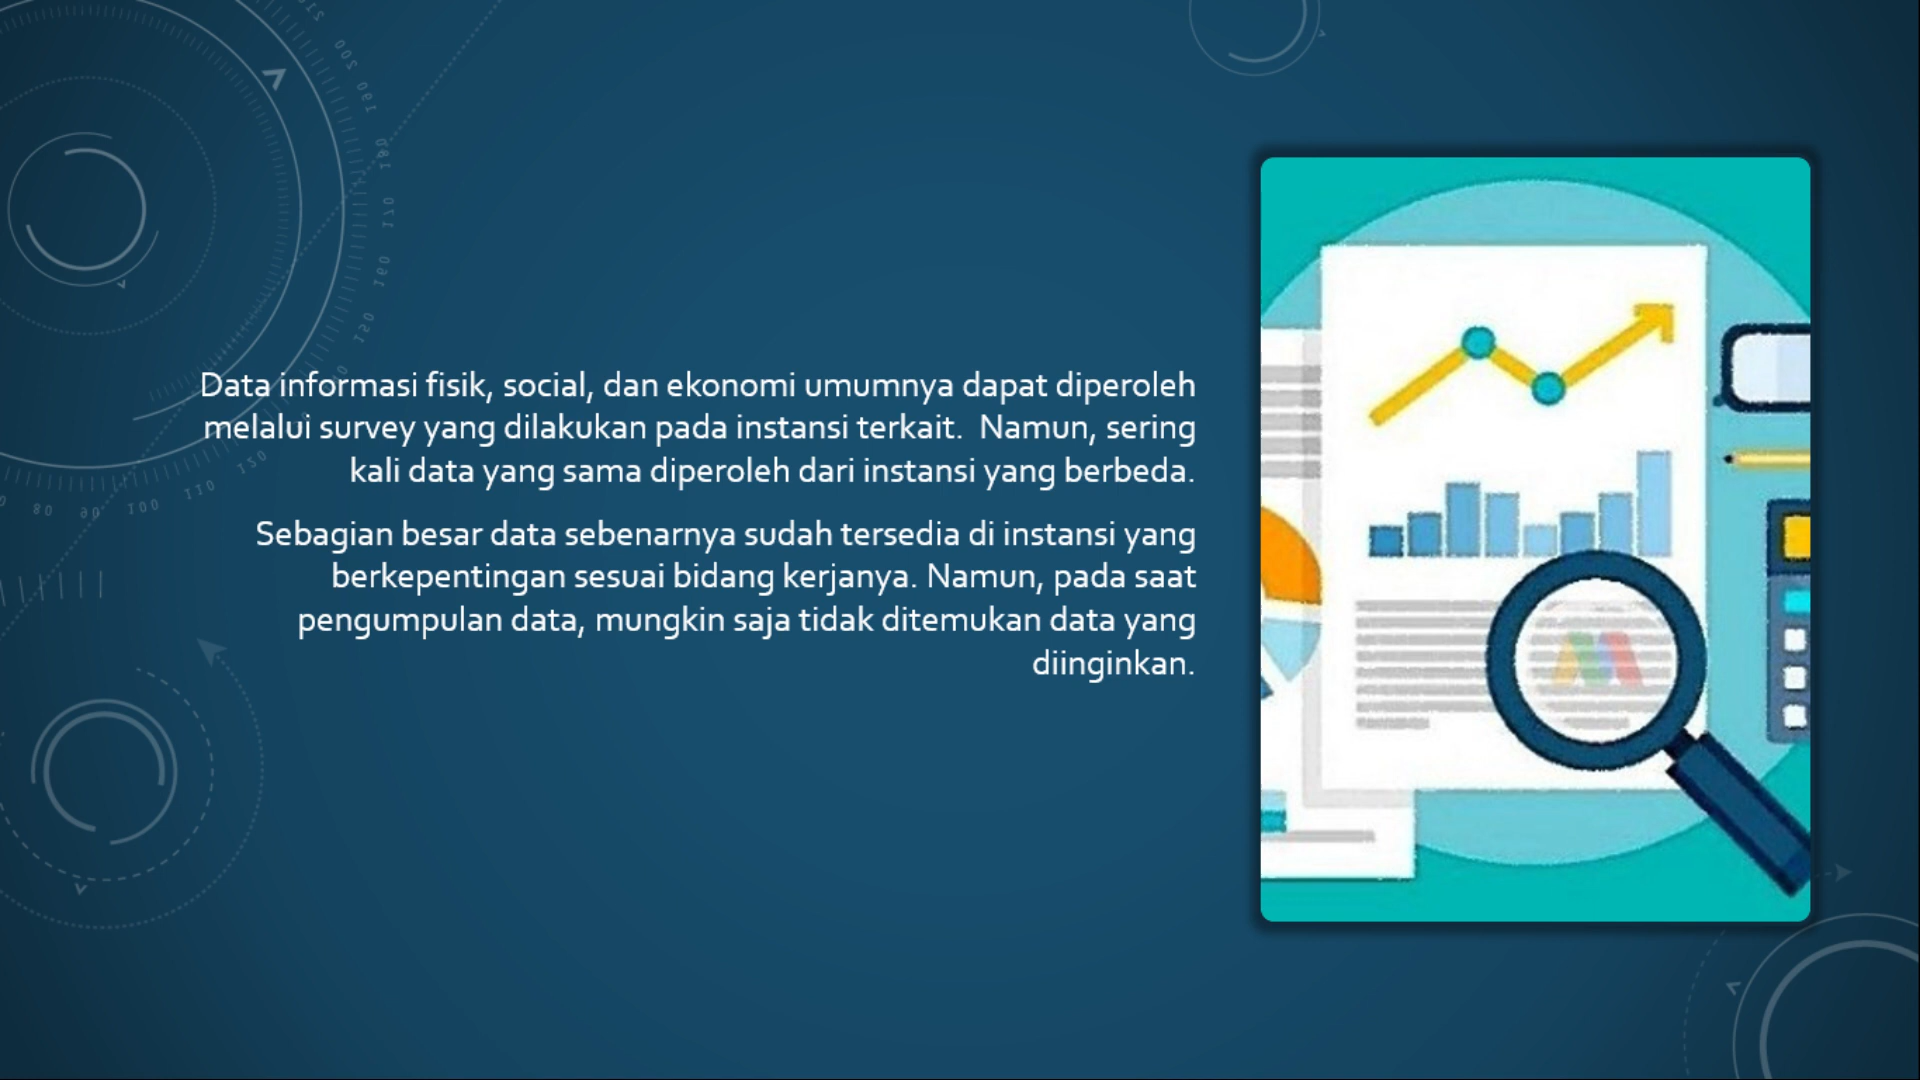 Data informasi fisik, social, dan ekonomi umumnya dapat diperoleh
melalui survey yang dilakukan pada instansi terkait.  Namun, sering
kali data yang sama diperoleh dari instansi yang berbeda.
Sebagian besar data sebenarnya sudah tersedia di instansi yang
berkepentingan sesuai bidang kerjanya. Namun, pada saat
pengumpulan data, mungkin saja tidak ditemukan data yang
diinginkan.